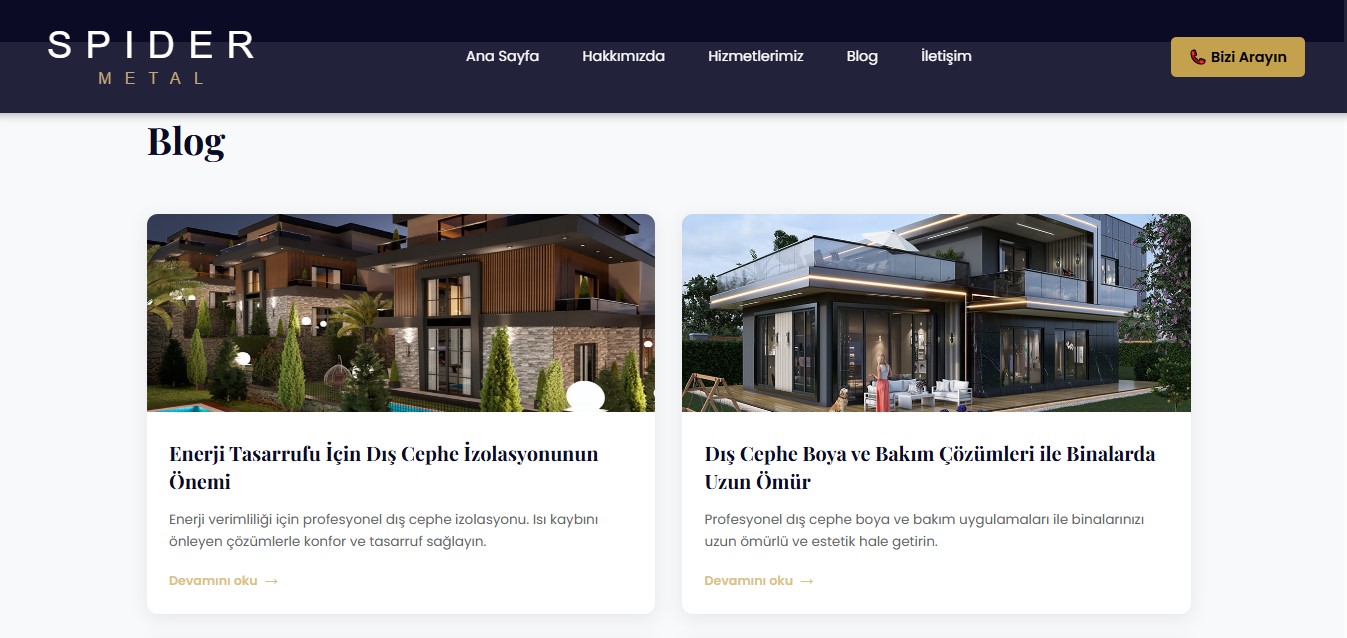 SPIDER
METAL
Ana Sayfa
Hakkımızda
Hizmetlerimiz
Blog
İletişim
Bizi Arayın
Blog
Enerji Tasarrufu İçin Dış Cephe İzolasyonunun
Önemi
Enerji verimliliği için profesyonel dış cephe izolasyonu. Isı kaybını
önleyen çözümlerle konfor ve tasarruf sağlayın.
Devamını oku →
Dış Cephe Boya ve Bakım Çözümleri ile Binalarda
Uzun Ömür
Profesyonel dış cephe boya ve bakım uygulamaları ile binalarınızı
uzun ömürlü ve estetik hale getirin.
Devamını oku →